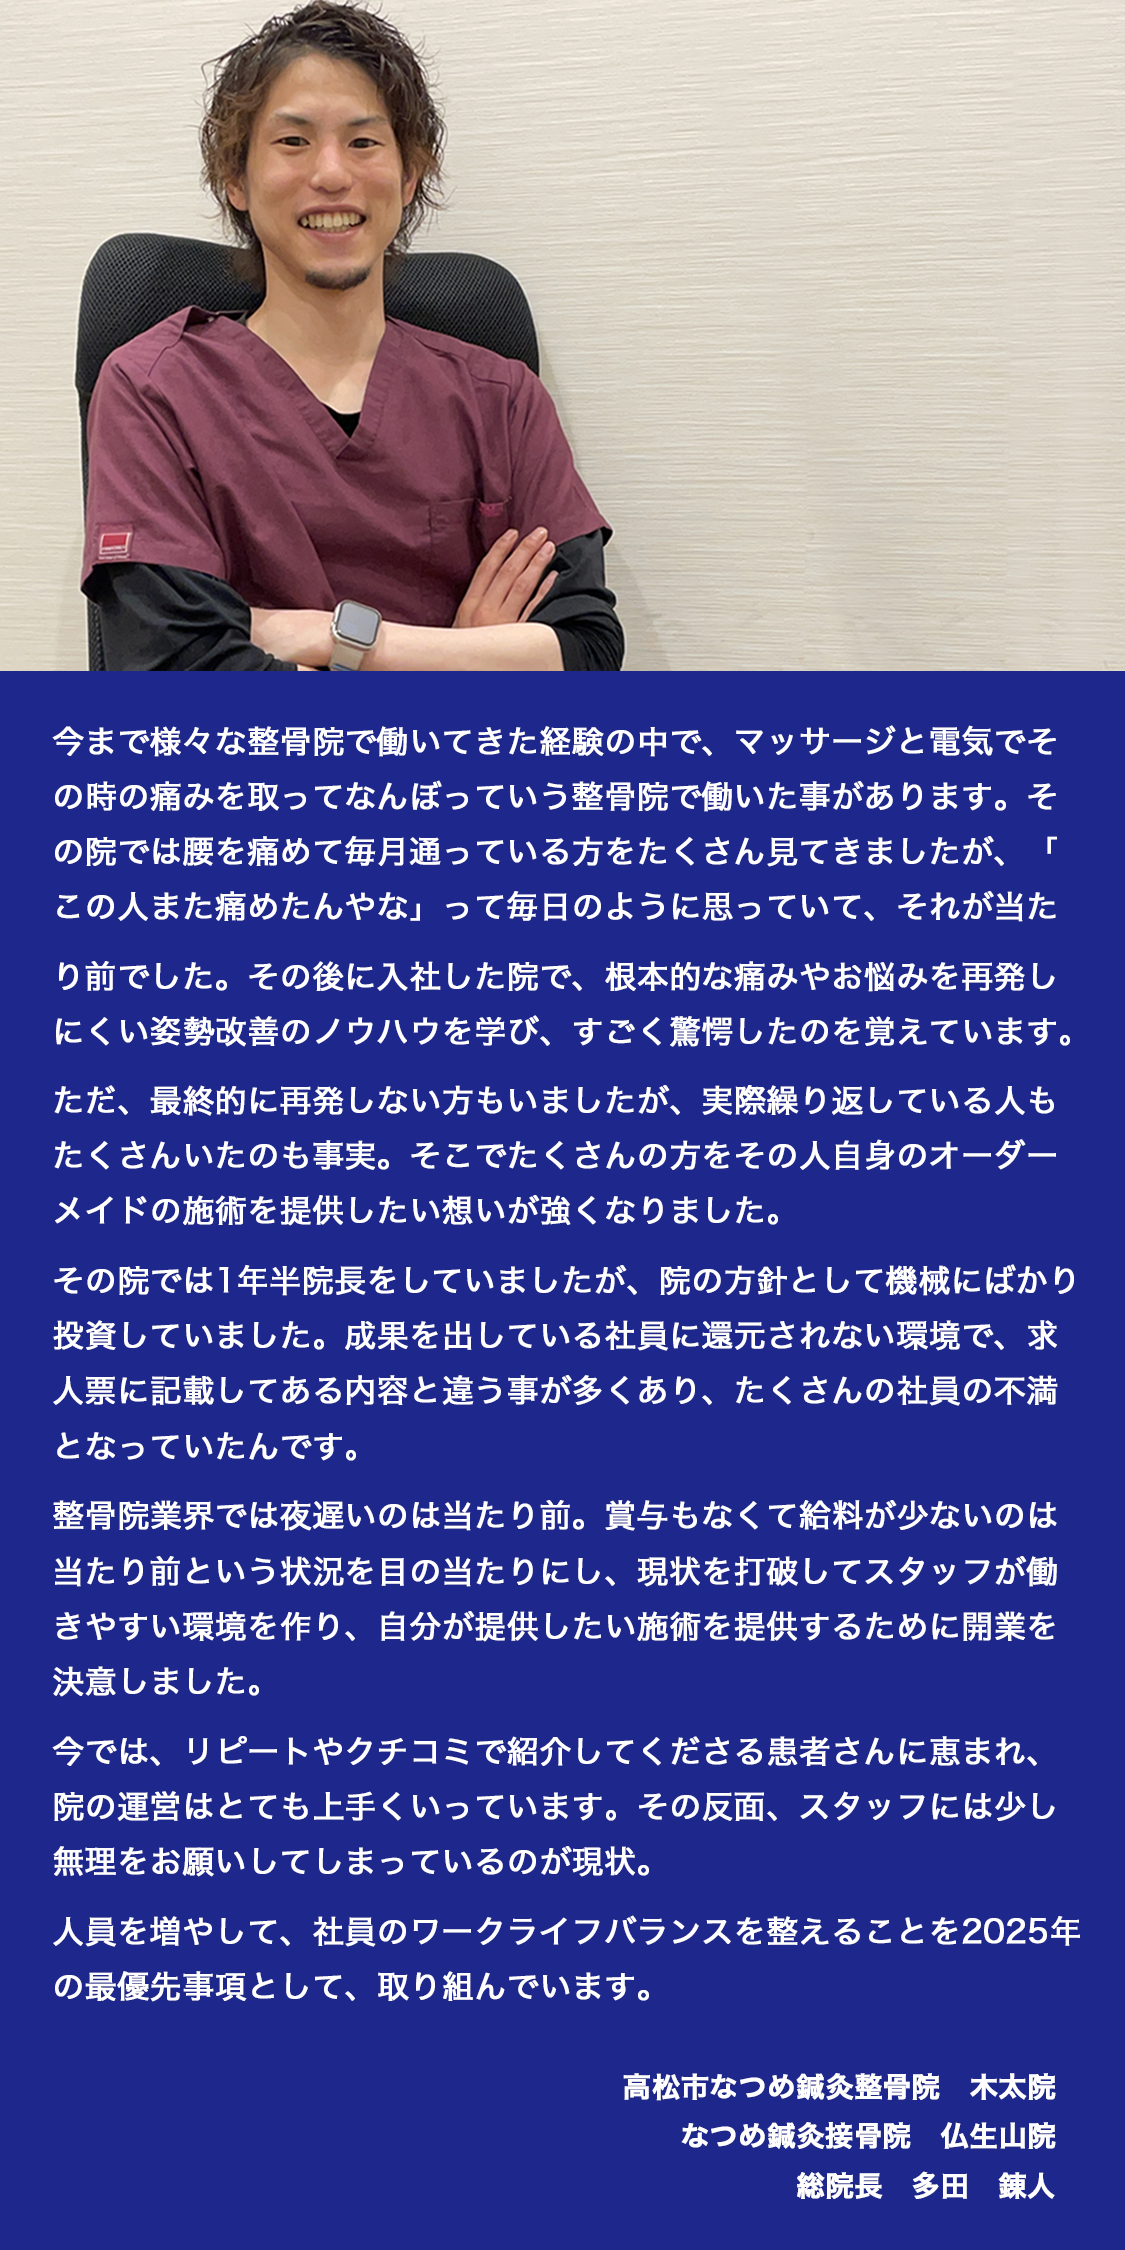 今まで様々な整骨院で働いてきた経験の中で、マッサージと電気でそ
の時の痛みを取ってなんぼっていう整骨院で働いた事があります。そ
の院では腰を痛めて毎月通っている方をたくさん見てきましたが、「
この人また痛めたんやな」って毎日のように思っていて、それが当た
り前でした。その後に入社した院で、根本的な痛みやお悩みを再発し
にくい姿勢改善のノウハウを学び、すごく驚愕したのを覚えています。
ただ、最終的に再発しない方もいましたが、実際繰り返している人も
たくさんいたのも事実。そこでたくさんの方をその人自身のオーダー
メイドの施術を提供したい想いが強くなりました。
その院では1年半院長をしていましたが、院の方針として機械にばかり
投資していました。成果を出している社員に還元されない環境で、求
人票に記載してある内容と違う事が多くあり、たくさんの社員の不満
となっていたんです。
整骨院業界では夜遅いのは当たり前。賞与もなくて給料が少ないのは
当たり前という状況を目の当たりにし、現状を打破してスタッフが働
きやすい環境を作り、自分が提供したい施術を提供するために開業を
決意しました。
今では、リピートやクチコミで紹介してくださる患者さんに恵まれ、
院の運営はとても上手くいっています。その反面、スタッフには少し
無理をお願いしてしまっているのが現状。
人員を増やして、社員のワークライフバランスを整えることを2025年
の最優先事項として、取り組んでいます。
高松市なつめ鍼灸整骨院　木太院
なつめ鍼灸接骨院　仏生山院
総院長　多田　錬人